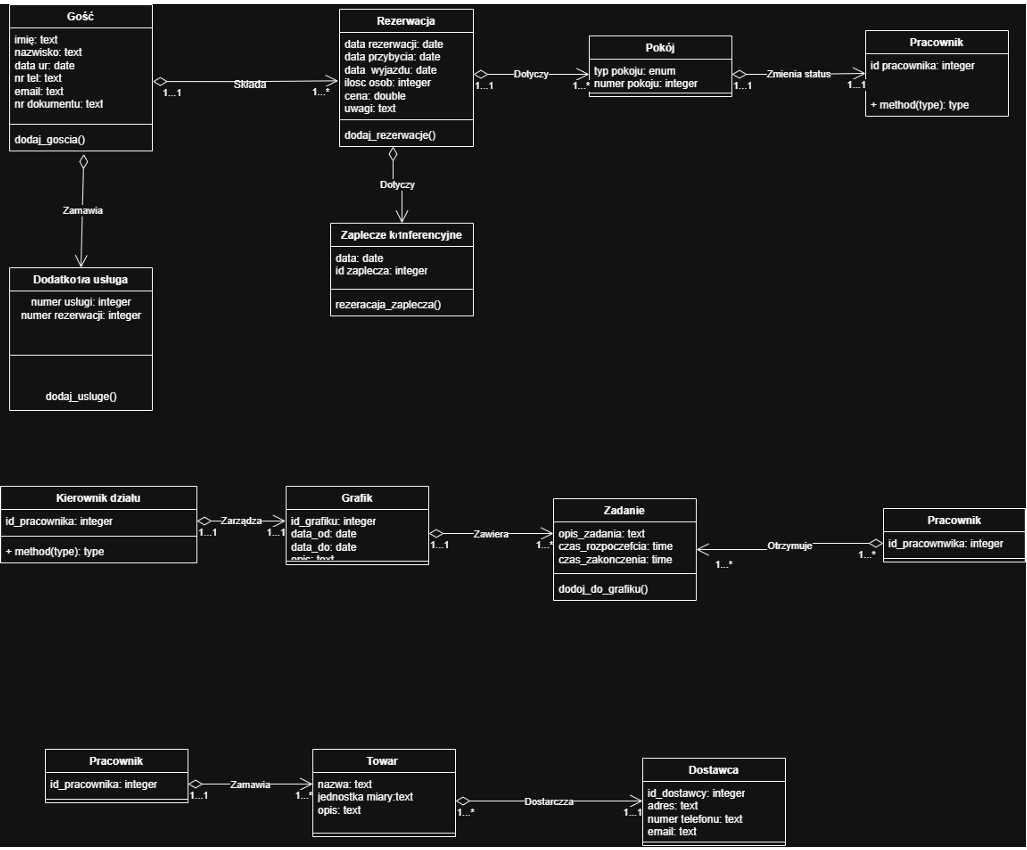 Gość
imię: text
nazwisko: text
data ur: date
nr tel: text
email: text
nr dokumentu: text
dodaj_goscia()
1...1
Składa
1...*
Rezerwacja
data rezerwacji: date
data przybycia: date
data wyjazdu: date
ilosc osob: integer
cena: double
uwagi: text
dodaj_rezerwacje()
1...1
Dotyczy
1...*
Pokój
typ pokoju: enum
numer pokoju: integer
1...1
Zmienia status
1...1
Pracownik
id pracownika: integer
+ method(type): type
Zamawia
Dodatko1/a usługa
numer usługi: integer
numer rezerwacji: integer
dodaj_usluge()
Dotyczy
Zaplecze k1nferencyjne
data: date
id zaplecza: integer
rezeracaja_zaplecza()
Kierownik działu
id_pracownika: integer
+ method(type): type
1...1
Zarządza
1...1
Grafik
id_grafiku: integer
data_od: date
data_do: date
opis: text
1...1
Zawiera
1...*
Zadanie
opis_zadania: text
czas_rozpoczefcia: time
czas_zakonczenia: time
dodoj_do_grafiku()
1...*
Otrzymuje
1...*
Pracownik
id_pracownwika: integer
Pracownik
id_pracownika: integer
1...1
Zamawia
1...*
Towar
nazwa: text
jednostka miary:text
opis: text
1...*
Dostarczza
1...1
Dostawca
id_dostawcy: integer
adres: text
numer telefonu: text
email: text